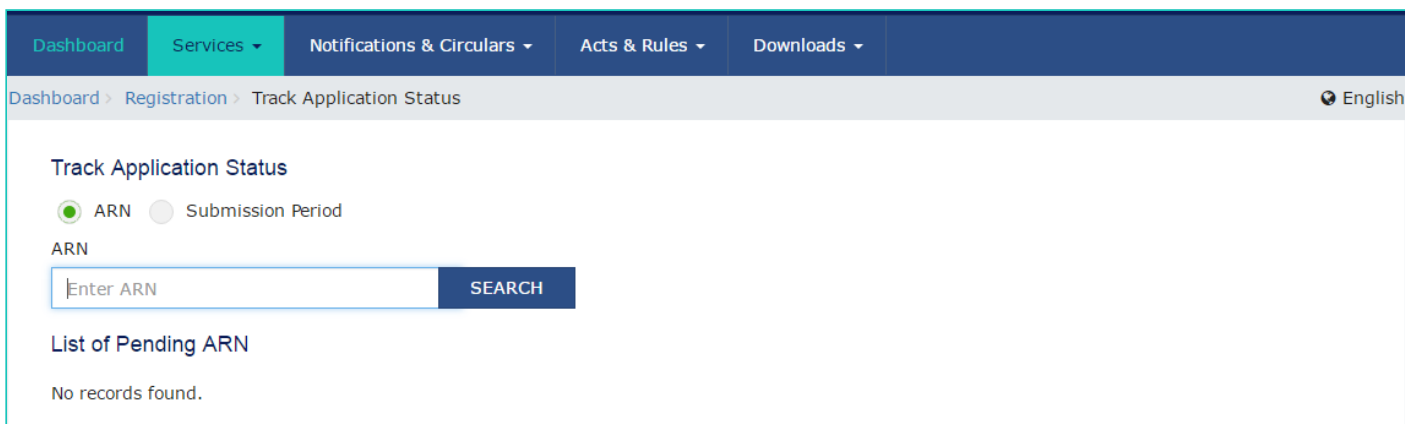 Dashboard Services Notifications & Circulars Acts & Rules Downloads
Dashboard > Registration > Track Application Status English
Track Application Status
ARN Submission Period
ARN
Enter ARN SEARCH
List of Pending ARN
No records found.